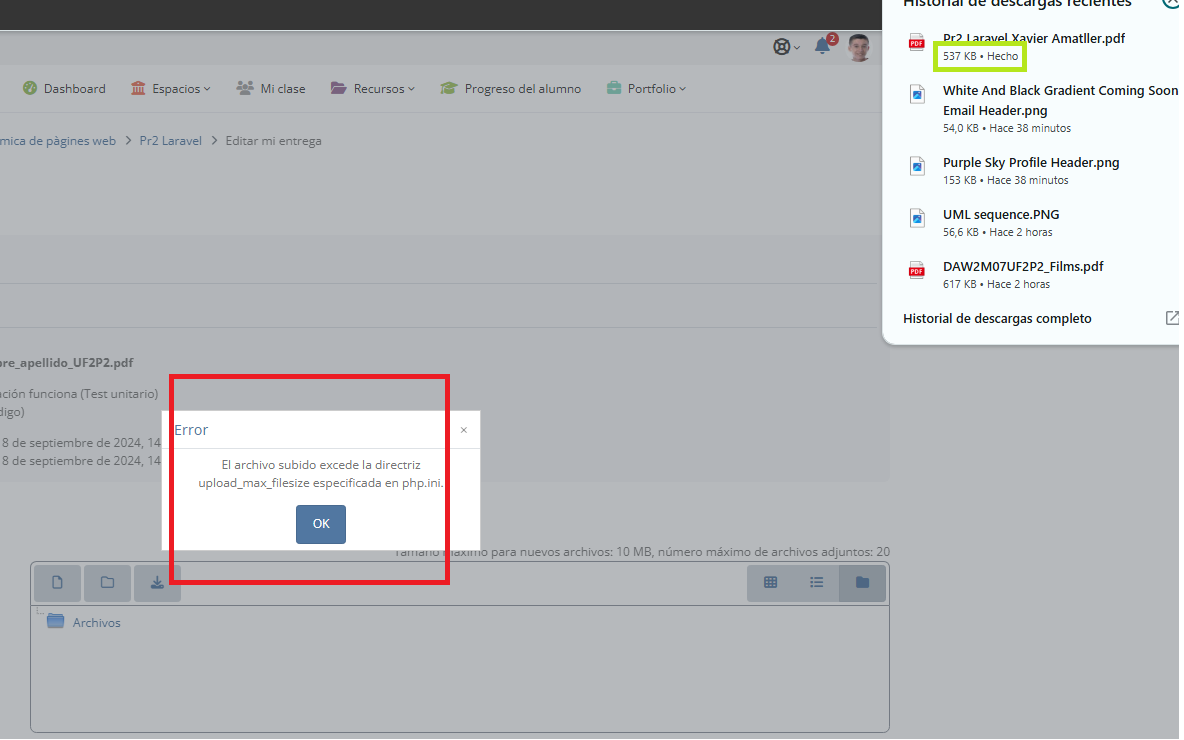 Historial de descargas recientes
Pr2 Laravel Xavier Amatller.pdf
537 KB • Hecho
White And Black Gradient Coming Soon
Email Header.png
54,0 KB • Hace 38 minutos
Purple Sky Profile Header.png
153 KB • Hace 38 minutos
UML sequence.PNG
56,6 KB • Hace 2 horas
DAW2M07UF2P2_Films.pdf
617 KB • Hace 2 horas
Historial de descargas completo
2
Dashboard
Espacios
Mi clase
Recursos
Progreso del alumno
Portfolio
mica de pàgines web
Pr2 Laravel
Editar mi entrega
bre_apellido_UF2P2.pdf
ación funciona (Test unitario)
digo)
8 de septiembre de 2024, 14
8 de septiembre de 2024, 14
Error
×
El archivo subido excede la directriz
upload_max_filesize especificada en php.ini.
OK
Tamaño máximo para nuevos archivos: 10 MB, número máximo de archivos adjuntos: 20
Archivos
PDF
PDF